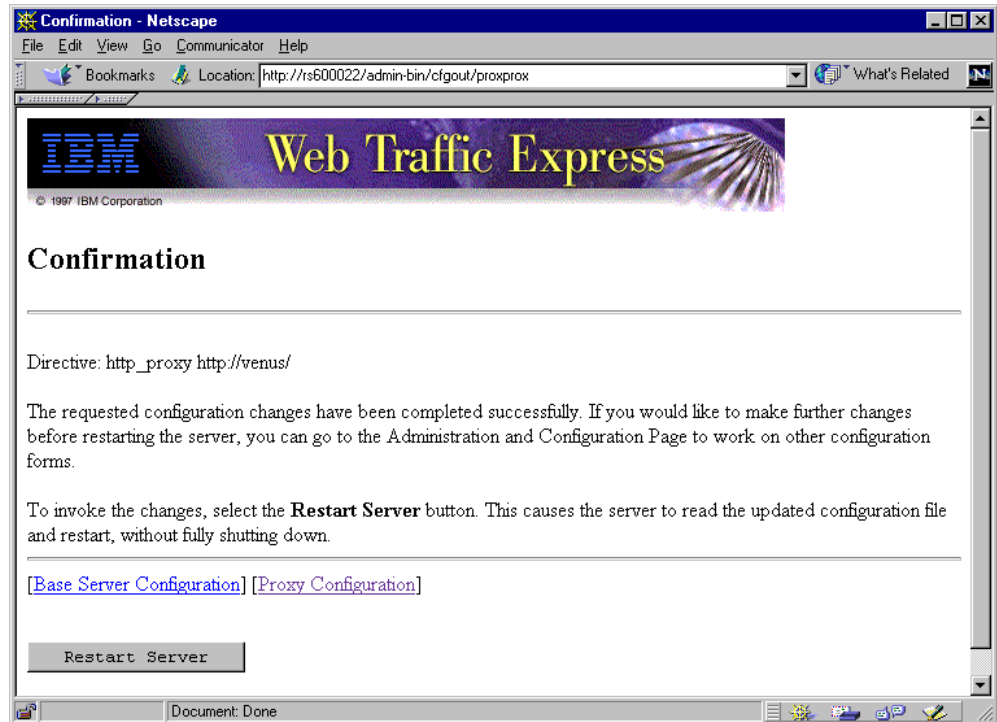 Confirmation - Netscape
File Edit View Go Communicator Help
Bookmarks Location: http://rs600022/admin-bin/cfgout/proxprox What's Related N
IBM Web Traffic Express
© 1997 IBM Corporation
Confirmation
Directive: http_proxy http://venus/
The requested configuration changes have been completed successfully. If you would like to make further changes
before restarting the server, you can go to the Administration and Configuration Page to work on other configuration
forms.
To invoke the changes, select the Restart Server button. This causes the server to read the updated configuration file
and restart, without fully shutting down.
[Base Server Configuration] [Proxy Configuration]
Restart Server
Document: Done